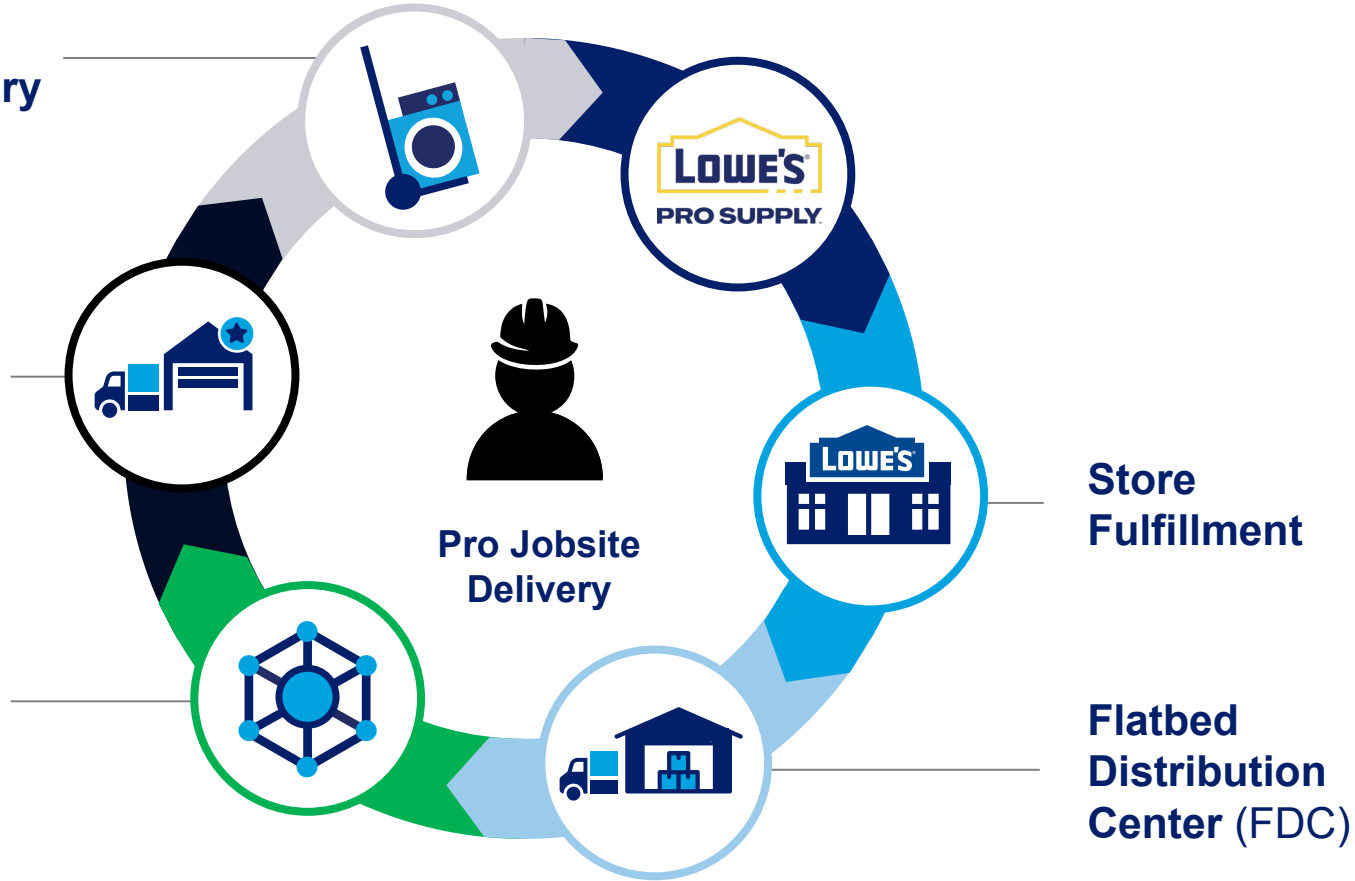 ry
LOWE'S
PRO SUPPLY
LOWE'S
Pro Jobsite
Delivery
Store
Fulfillment
Flatbed
Distribution
Center (FDC)